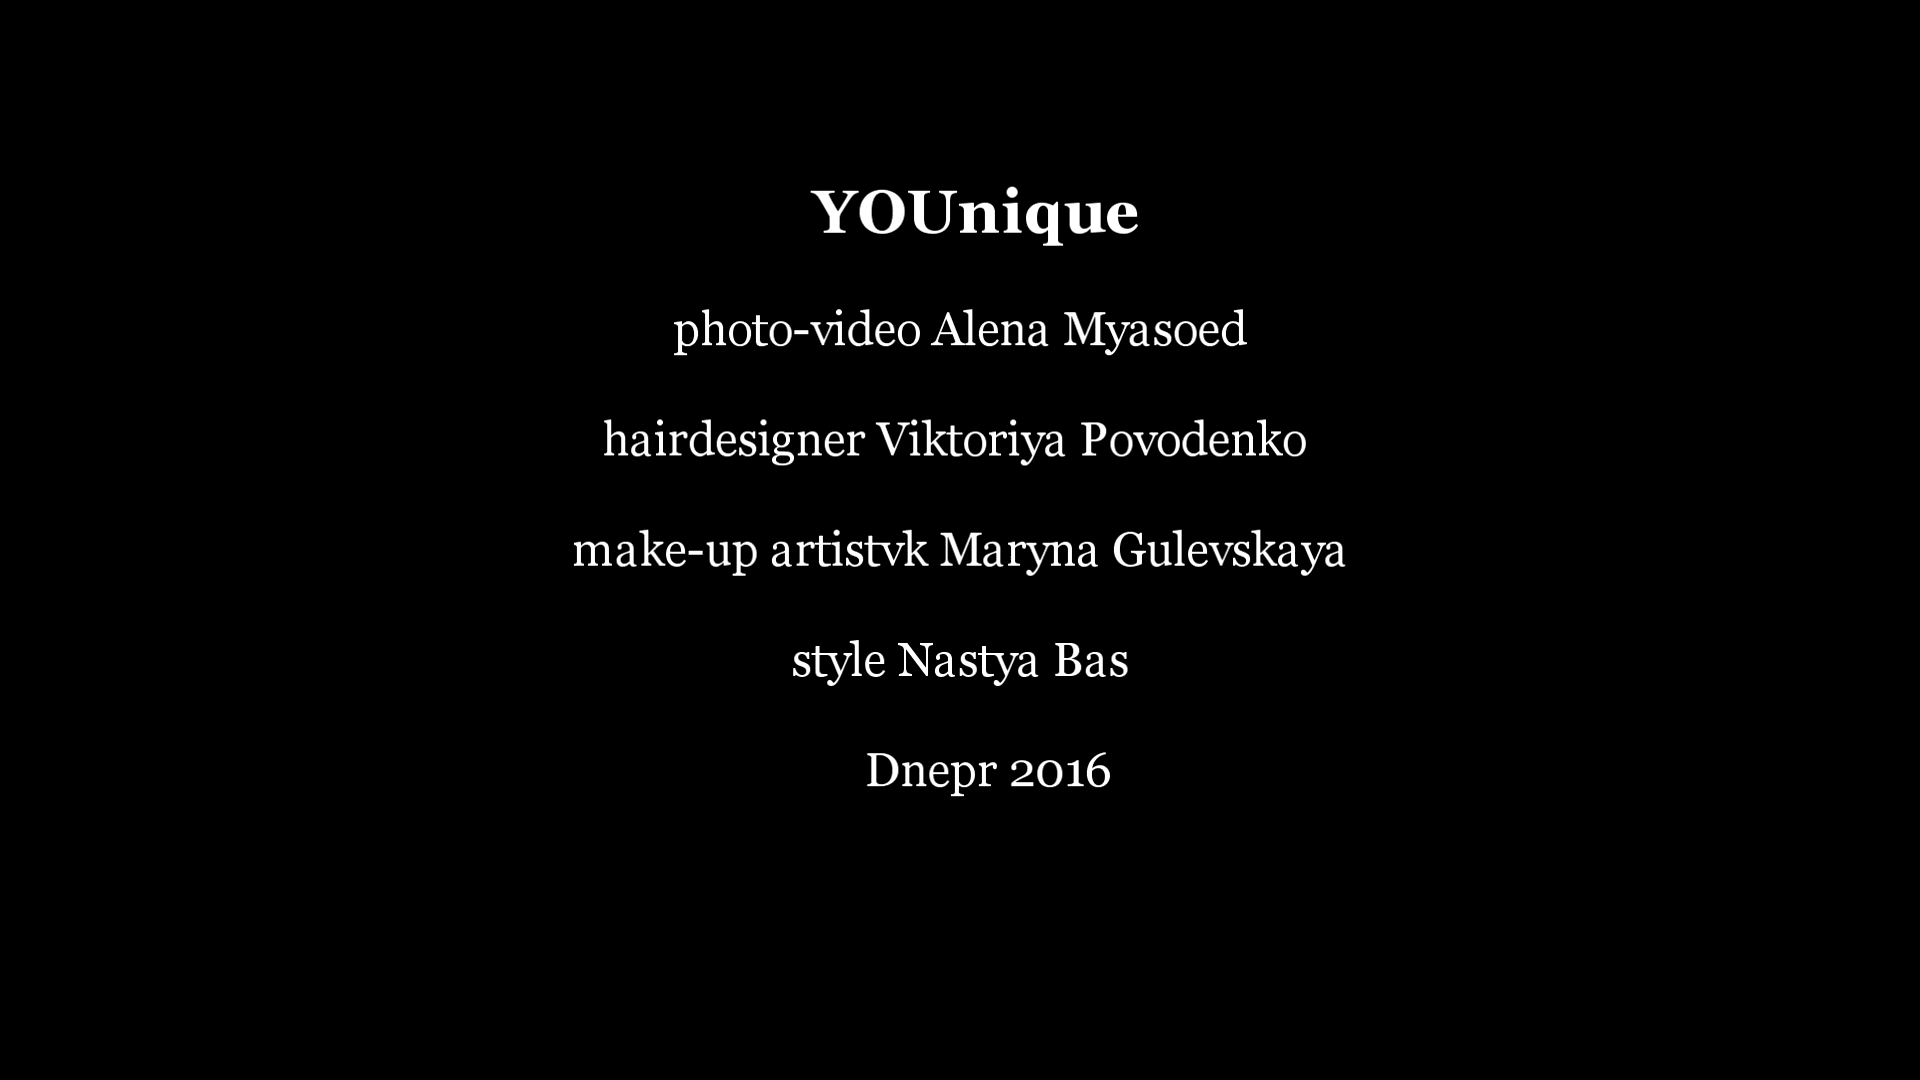 YOUnique
photo-video Alena Myasoed
hairdesigner Viktoriya Povodenko
make-up artistvk Maryna Gulevskaya
style Nastya Bas
Dnepr 2016